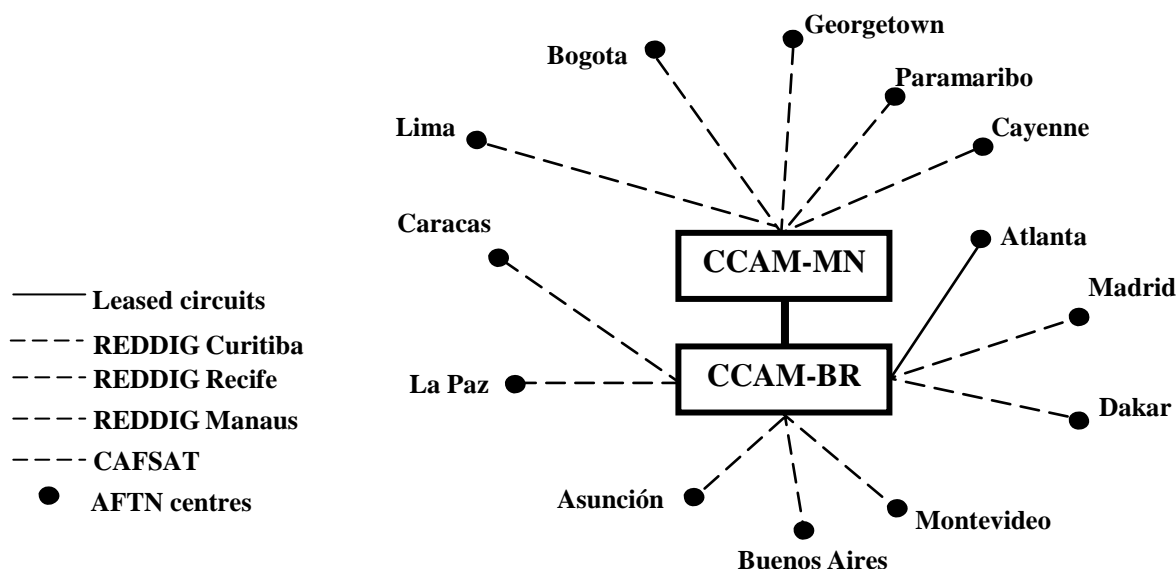 Georgetown
Bogota
Paramaribo
Lima
Cayenne
Caracas
CCAM-MN
Atlanta
Madrid
Leased circuits
REDDIG Curitiba
REDDIG Recife
REDDIG Manaus
CAFSAT
AFTN centres
La Paz
CCAM-BR
Dakar
Asunción
Montevideo
Buenos Aires